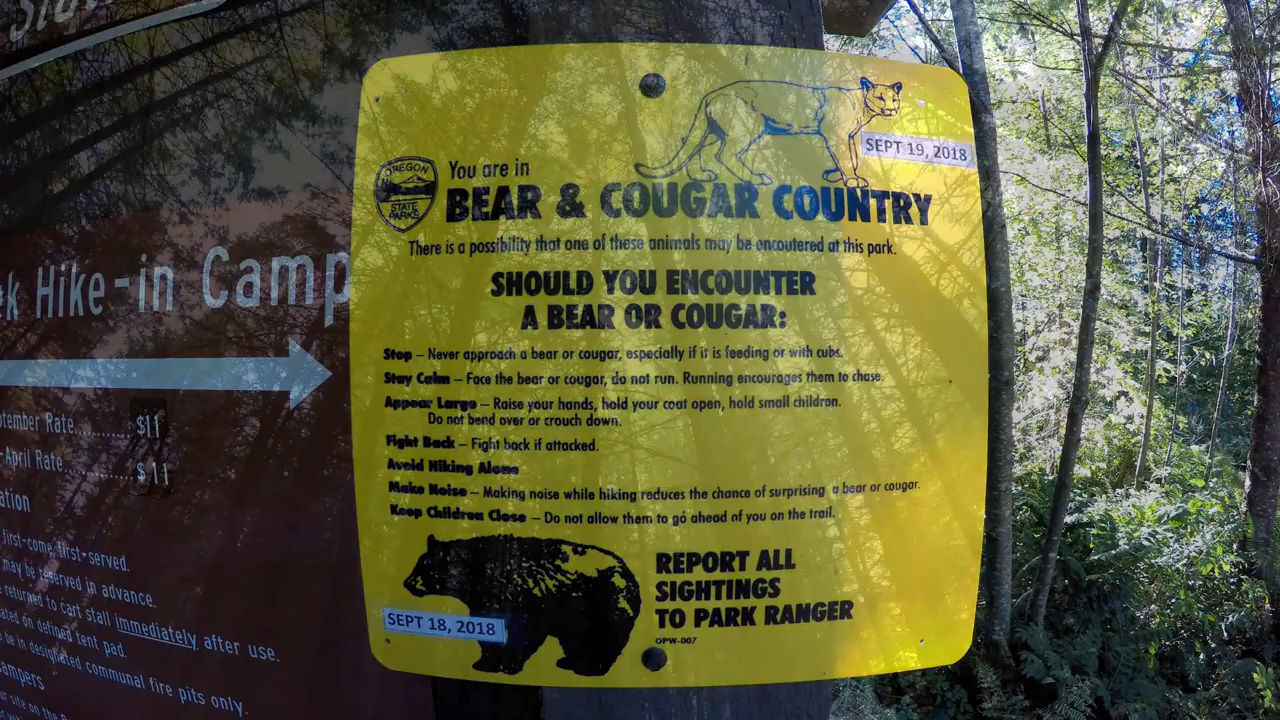 ek Hike-in Camp
September Rate........ $11
-April Rate........ $11
first-come first-served.
may be reserved in advance.
returned to cart stall immediately after use.
on defined tent pad.
be in designated communal fire pits only.
SEPT 19, 2018
OREGON
STATE
PARKS
You are in
BEAR & COUGAR COUNTRY
There is a possibility that one of these animals may be encoutered at this park.
SHOULD YOU ENCOUNTER
A BEAR OR COUGAR:
Stop – Never approach a bear or cougar, especially if it is feeding or with cubs.
Stay Calm – Face the bear or cougar, do not run. Running encourages them to chase.
Appear Large – Raise your hands, hold your coat open, hold small children.
Do not bend over or crouch down.
Fight Back – Fight back if attacked.
Avoid Hiking Alone
Make Noise – Making noise while hiking reduces the chance of surprising a bear or cougar.
Keep Children Close – Do not allow them to go ahead of you on the trail.
REPORT ALL
SIGHTINGS
TO PARK RANGER
OPW-007
SEPT 18, 2018